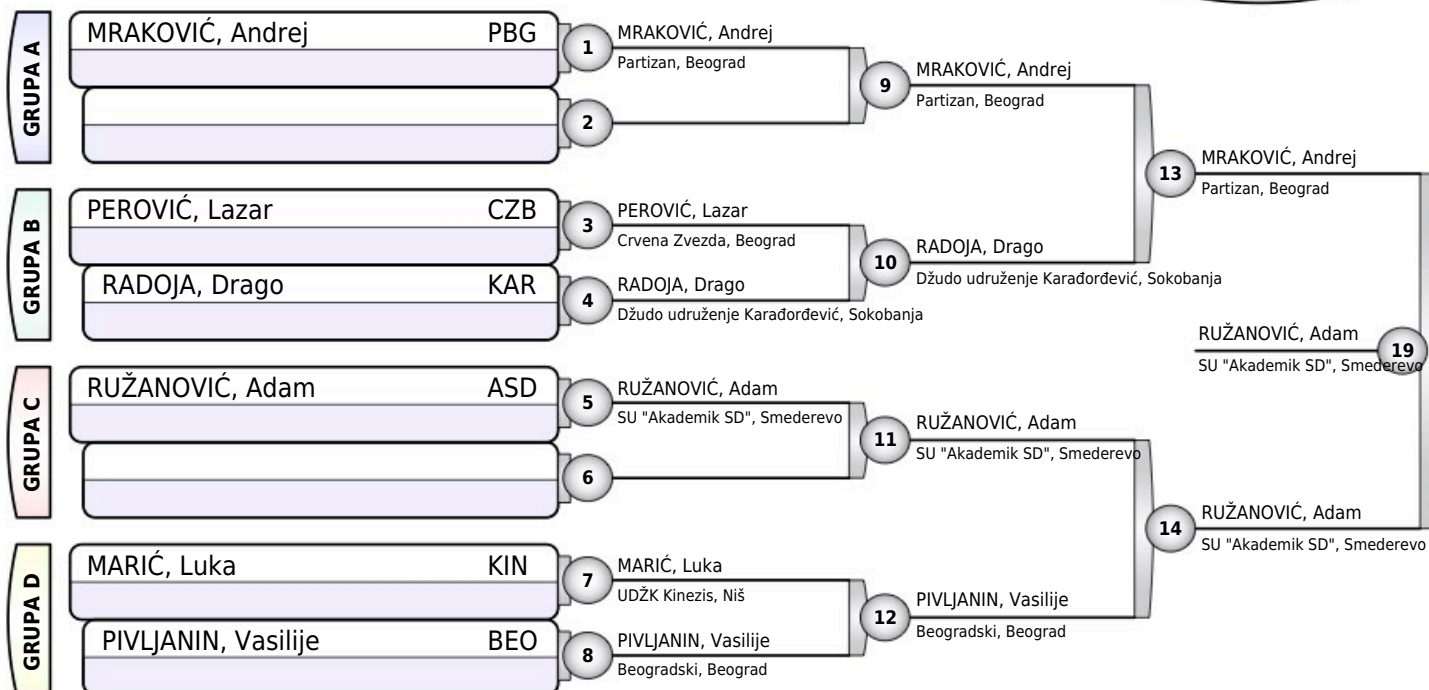 GRUPA A
MRAKOVIĆ, Andrej PBG
1
MRAKOVIĆ, Andrej
Partizan, Beograd
2
9
MRAKOVIĆ, Andrej
Partizan, Beograd
GRUPA B
PEROVIĆ, Lazar CZB
3
PEROVIĆ, Lazar
Crvena Zvezda, Beograd
RADOJA, Drago KAR
4
RADOJA, Drago
Džudo udruženje Karađorđević, Sokobanja
10
RADOJA, Drago
Džudo udruženje Karađorđević, Sokobanja
13
MRAKOVIĆ, Andrej
Partizan, Beograd
GRUPA C
RUŽANOVIĆ, Adam ASD
5
RUŽANOVIĆ, Adam
SU "Akademik SD", Smederevo
6
11
RUŽANOVIĆ, Adam
SU "Akademik SD", Smederevo
GRUPA D
MARIĆ, Luka KIN
7
MARIĆ, Luka
UDŽK Kinezis, Niš
PIVLJANIN, Vasilije BEO
8
PIVLJANIN, Vasilije
Beogradski, Beograd
12
PIVLJANIN, Vasilije
Beogradski, Beograd
14
RUŽANOVIĆ, Adam
SU "Akademik SD", Smederevo
RUŽANOVIĆ, Adam
SU "Akademik SD", Smederevo
19